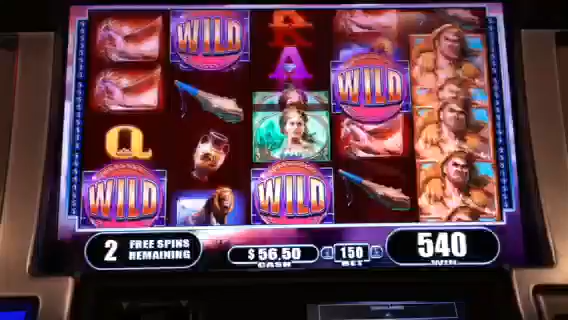 WILD
K
A
WILD
Q
WILD
WILD
2 FREE SPINS
REMAINING
$56.50
CASH
150
BET
540
WIN